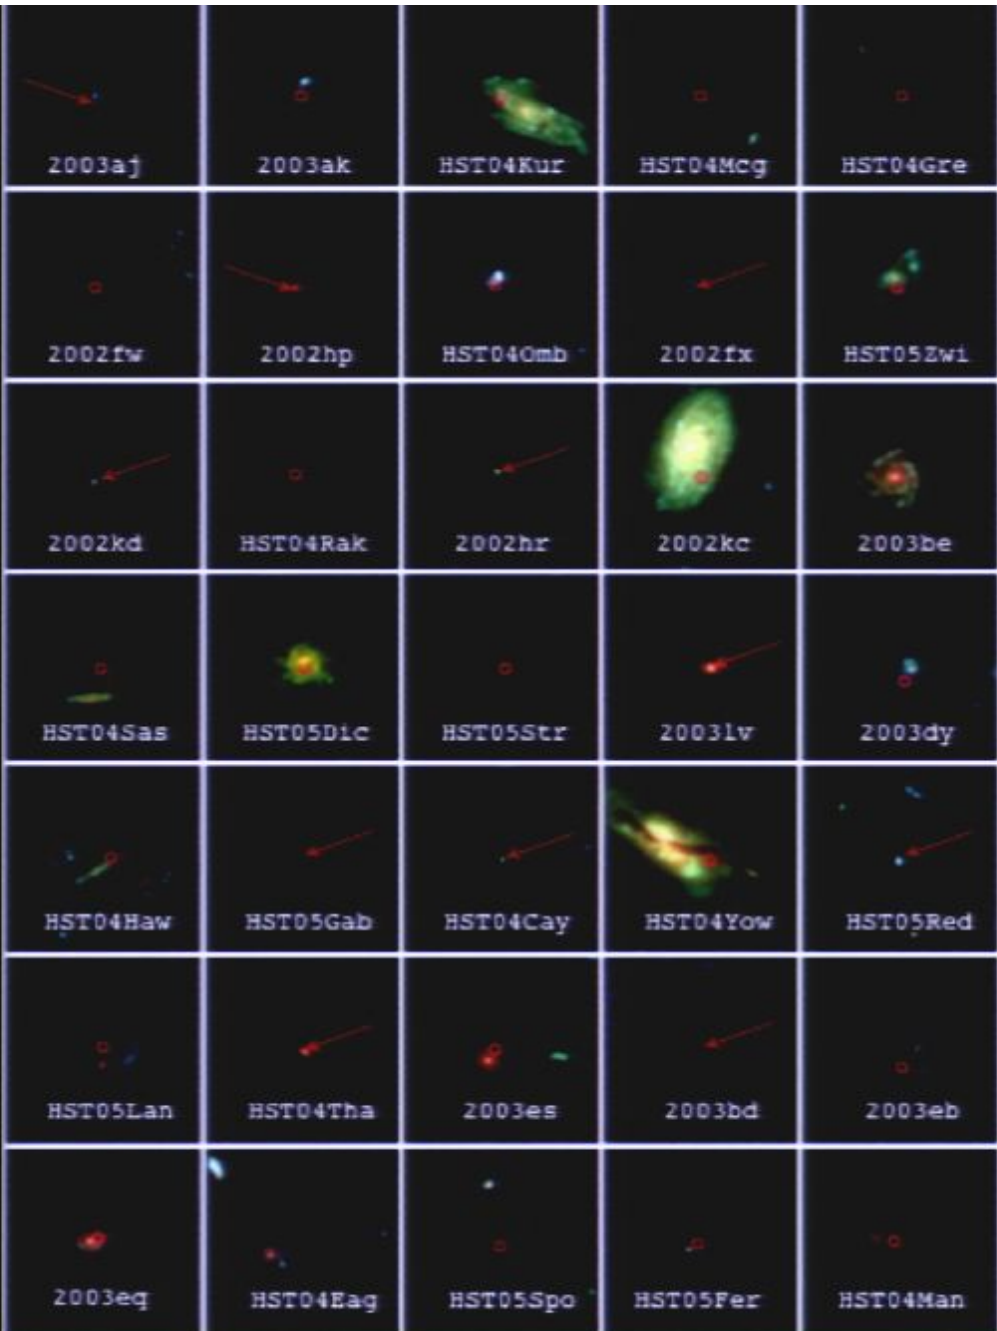 2003aj 2003ak HST04Kur HST04Mcg HST04Gre
2002fw 2002hp HST04Omb 2002fx HST05Zwi
2002kd HST04Rak 2002hr 2002kc 2003be
HST04Sas HST05Dic HST05Str 2003lv 2003dy
HST04Haw HST05Gab HST04Cay HST04Yow HST05Red
HST05Lan HST04Tha 2003es 2003bd 2003eb
2003eq HST04Eag HST05Spo HST05Fer HST04Man